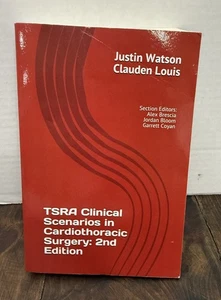 Justin Watson
Clauden Louis
Section Editors:
Alex Brescia
Jordan Bloom
Garrett Coyan
TSRA Clinical
Scenarios in
Cardiothoracic
Surgery: 2nd
Edition